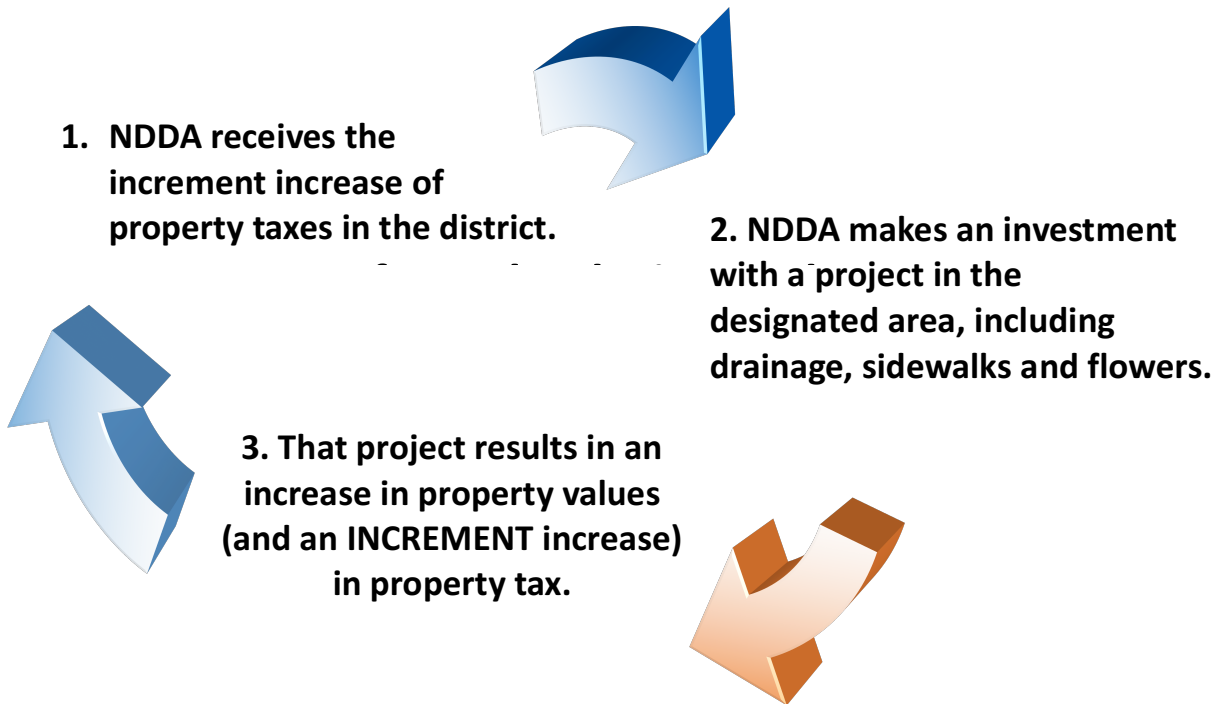 1. NDDA receives the
increment increase of
property taxes in the district.
2. NDDA makes an investment
with a project in the
designated area, including
drainage, sidewalks and flowers.
3. That project results in an
increase in property values
(and an INCREMENT increase)
in property tax.